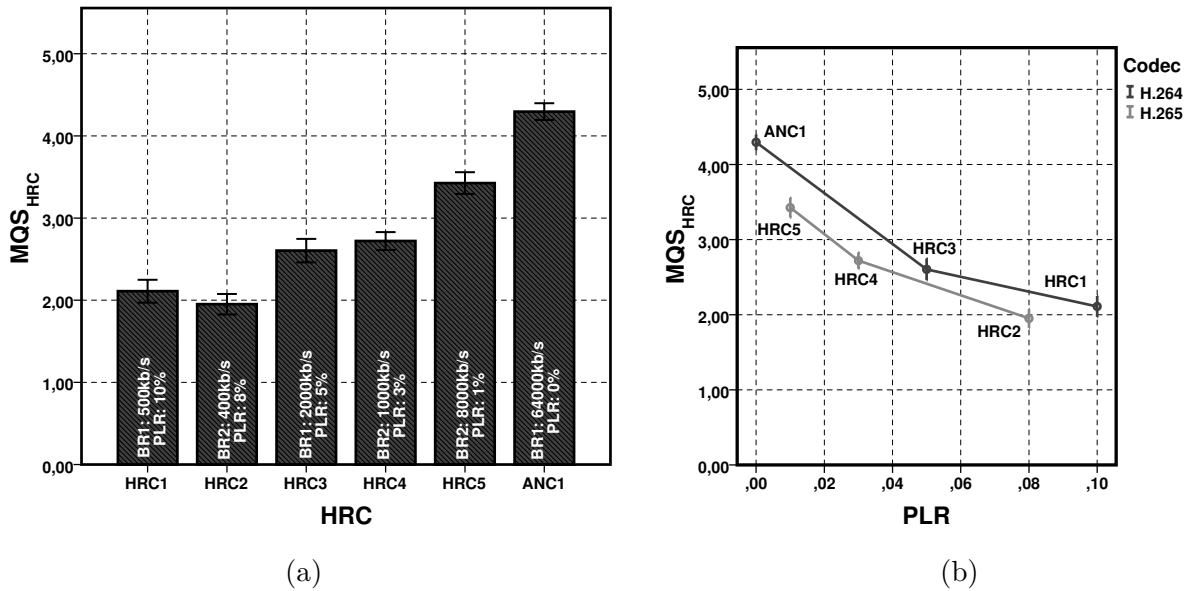 5,00
4,00
3,00
2,00
1,00
0,00
MQS_HRC
BR1: 500kb/s
PLR: 10%
BR2: 400kb/s
PLR: 8%
BR1: 2000kb/s
PLR: 5%
BR2: 1000kb/s
PLR: 3%
BR2: 8000kb/s
PLR: 1%
BR1: 64000kb/s
PLR: 0%
HRC1 HRC2 HRC3 HRC4 HRC5 ANC1
HRC
(a)
5,00
4,00
3,00
2,00
1,00
0,00
MQS_HRC
ANC1
HRC5
HRC4
HRC3
HRC2
HRC1
,00 ,02 ,04 ,06 ,08 ,10
PLR
Codec
H.264
H.265
(b)